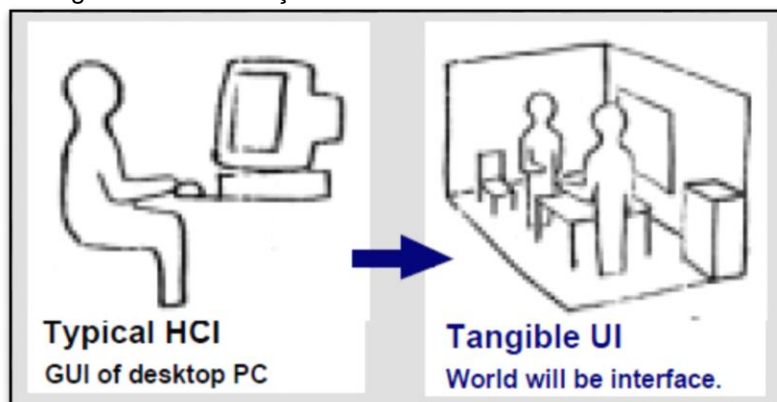 Typical HCI
GUI of desktop PC
Tangible UI
World will be interface.